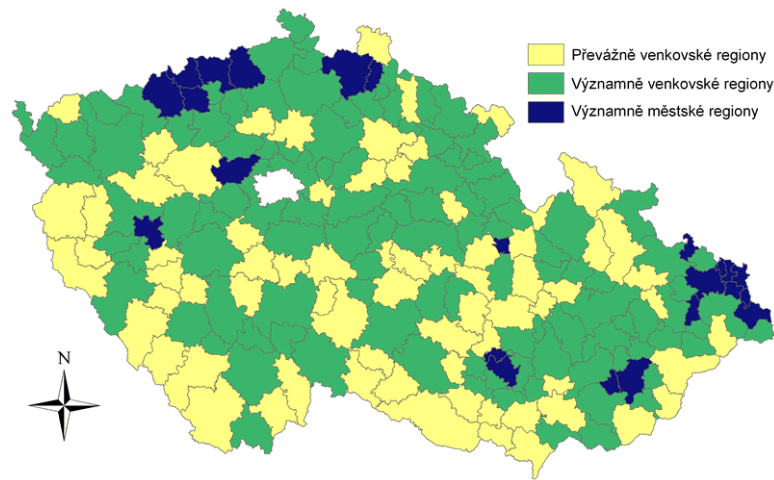 Převážně venkovské regiony
Významně venkovské regiony
Významně městské regiony
N